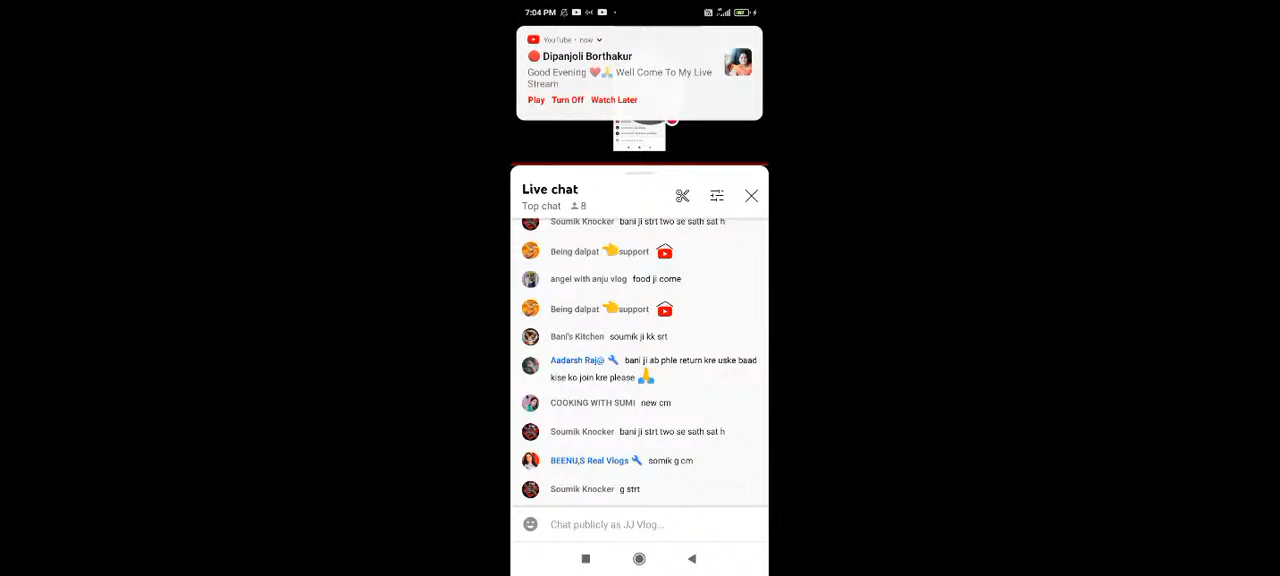 7:04 PM
YouTube • now
🔴 Dipanjoli Borthakur
Good Evening ❤️🙏 Well Come To My Live
Stream
Play Turn Off Watch Later
Live chat
Top chat 8
Soumik Knocker bani ji strt two se sath sat h
Being dalpat 👈support
angel with anju vlog food ji come
Being dalpat 👈support
Bani's Kitchen soumik ji kk srt
Aadarsh Raj@ 🔧 bani ji ab phle return kre uske baad
kise ko join kre please 🙏
COOKING WITH SUMI new cm
Soumik Knocker bani ji strt two se sath sat h
BEENU,S Real Vlogs 🔧 somik g cm
Soumik Knocker g strt
Chat publicly as JJ Vlog...